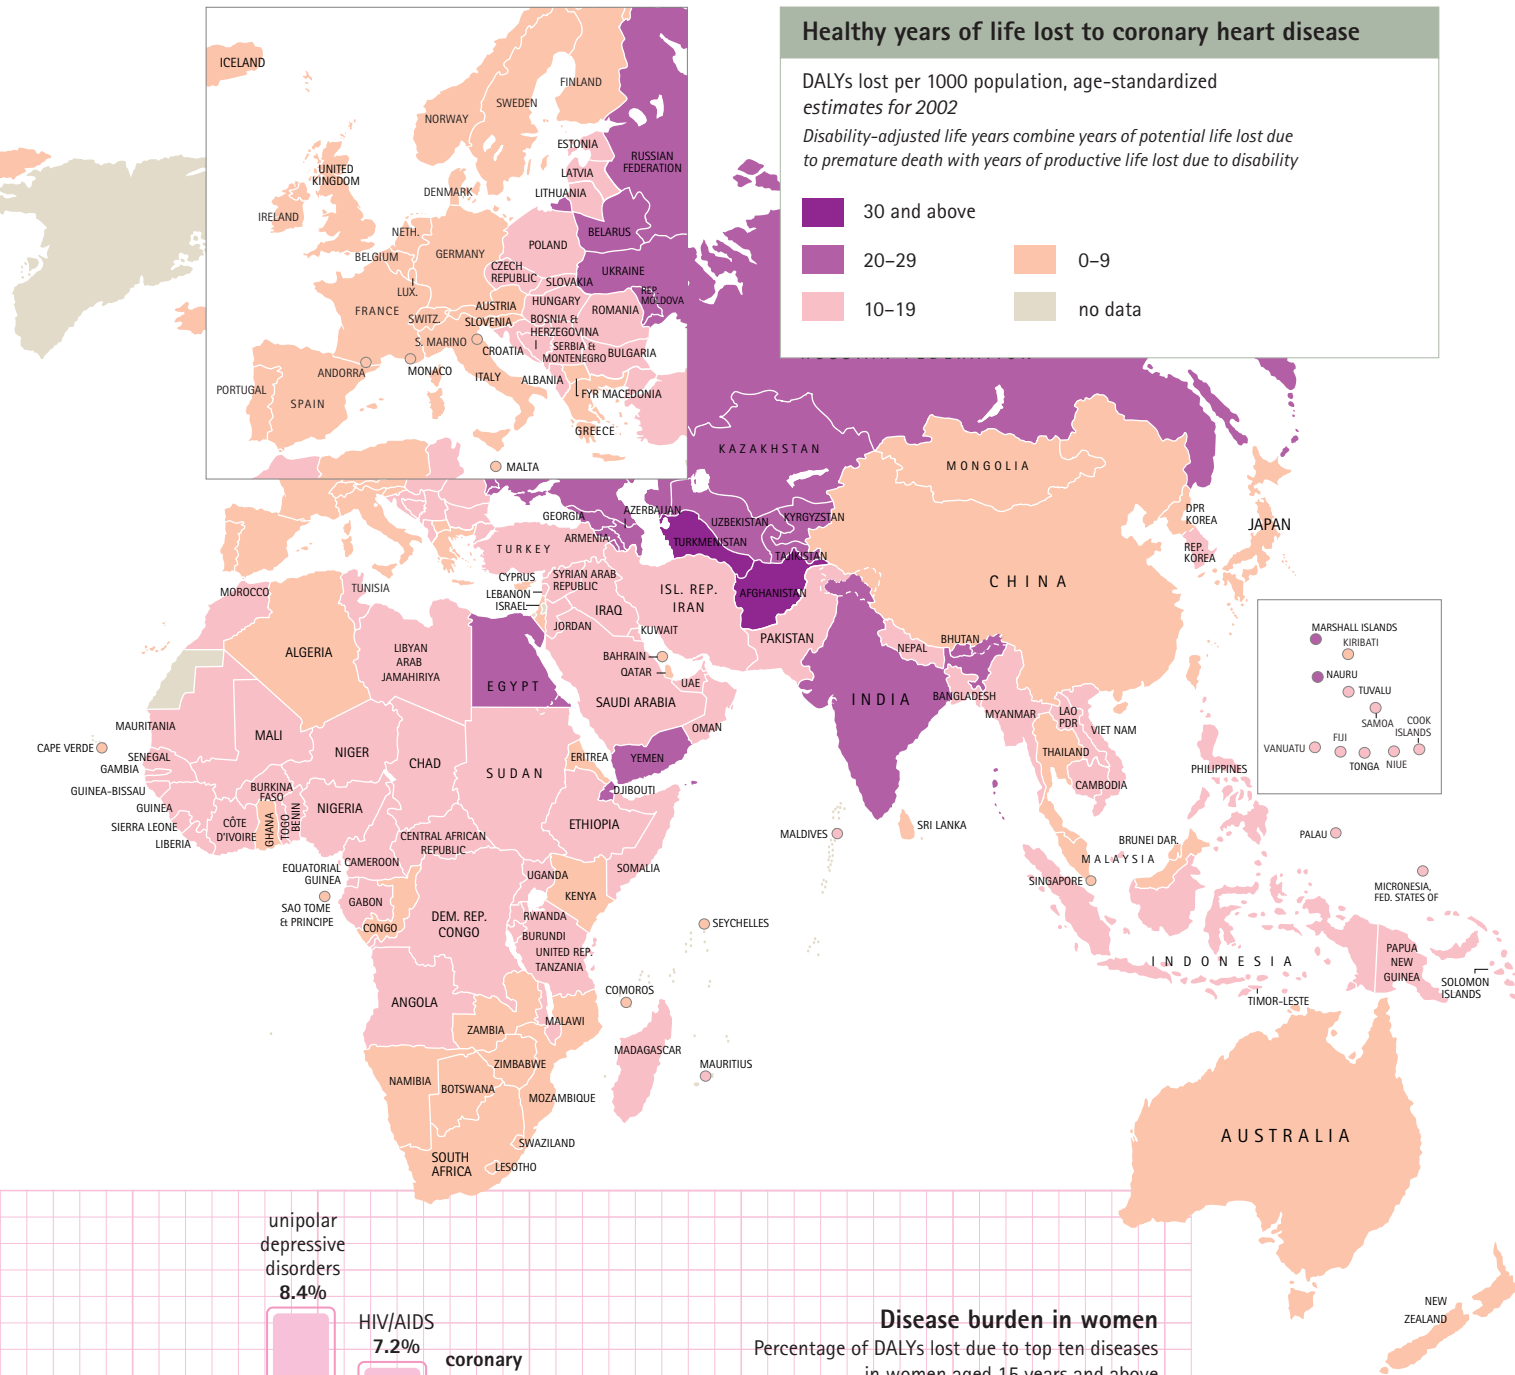 Healthy years of life lost to coronary heart disease
DALYs lost per 1000 population, age-standardized
estimates for 2002
Disability-adjusted life years combine years of potential life lost due
to premature death with years of productive life lost due to disability
30 and above
20–29
0–9
10–19
no data
ICELAND
FINLAND
SWEDEN
NORWAY
ESTONIA
RUSSIAN
FEDERATION
LATVIA
UNITED
KINGDOM
DENMARK
LITHUANIA
IRELAND
NETH.
BELARUS
BELGIUM
GERMANY
POLAND
CZECH
REPUBLIC
UKRAINE
SLOVAKIA
LUX.
REP.
MOLDOVA
FRANCE
AUSTRIA
HUNGARY
ROMANIA
SWITZ.
SLOVENIA
BOSNIA &
HERZEGOVINA
S. MARINO
CROATIA
SERBIA &
MONTENEGRO
BULGARIA
ANDORRA
MONACO
ITALY
ALBANIA
FYR MACEDONIA
PORTUGAL
SPAIN
GREECE
MALTA
KAZAKHSTAN
MONGOLIA
GEORGIA
AZERBAIJAN
UZBEKISTAN
KYRGYZSTAN
DPR
KOREA
JAPAN
ARMENIA
TURKMENISTAN
TAJIKISTAN
REP.
KOREA
TURKEY
CYPRUS
SYRIAN ARAB
REPUBLIC
LEBANON
ISRAEL
ISL. REP.
IRAN
AFGHANISTAN
CHINA
MOROCCO
TUNISIA
IRAQ
JORDAN
KUWAIT
PAKISTAN
NEPAL
BHUTAN
ALGERIA
LIBYAN
ARAB
JAMAHIRIYA
EGYPT
BAHRAIN
QATAR
UAE
SAUDI ARABIA
OMAN
INDIA
BANGLADESH
MYANMAR
LAO
PDR
VIET NAM
MARSHALL ISLANDS
KIRIBATI
NAURU
TUVALU
SAMOA
COOK
ISLANDS
VANUATU
FIJI
TONGA
NIUE
MAURITANIA
MALI
NIGER
CHAD
SUDAN
ERITREA
YEMEN
THAILAND
CAPE VERDE
SENEGAL
GAMBIA
GUINEA-BISSAU
BURKINA
FASO
DJIBOUTI
CAMBODIA
PHILIPPINES
GUINEA
SIERRA LEONE
LIBERIA
CÔTE
D'IVOIRE
GHANA
TOGO
BENIN
NIGERIA
CENTRAL AFRICAN
REPUBLIC
ETHIOPIA
MALDIVES
SRI LANKA
BRUNEI DAR.
MALAYSIA
PALAU
EQUATORIAL
GUINEA
CAMEROON
UGANDA
SOMALIA
SINGAPORE
MICRONESIA,
FED. STATES OF
SAO TOME
& PRINCIPE
GABON
CONGO
DEM. REP.
CONGO
KENYA
RWANDA
BURUNDI
SEYCHELLES
UNITED REP.
TANZANIA
INDONESIA
PAPUA
NEW
GUINEA
SOLOMON
ISLANDS
ANGOLA
COMOROS
TIMOR-LESTE
ZAMBIA
MALAWI
MADAGASCAR
MAURITIUS
NAMIBIA
BOTSWANA
ZIMBABWE
MOZAMBIQUE
SWAZILAND
SOUTH
AFRICA
LESOTHO
AUSTRALIA
NEW
ZEALAND
unipolar
depressive
disorders
8.4%
HIV/AIDS
7.2%
coronary
Disease burden in women
Percentage of DALYs lost due to top ten diseases
in women aged 15 years and above